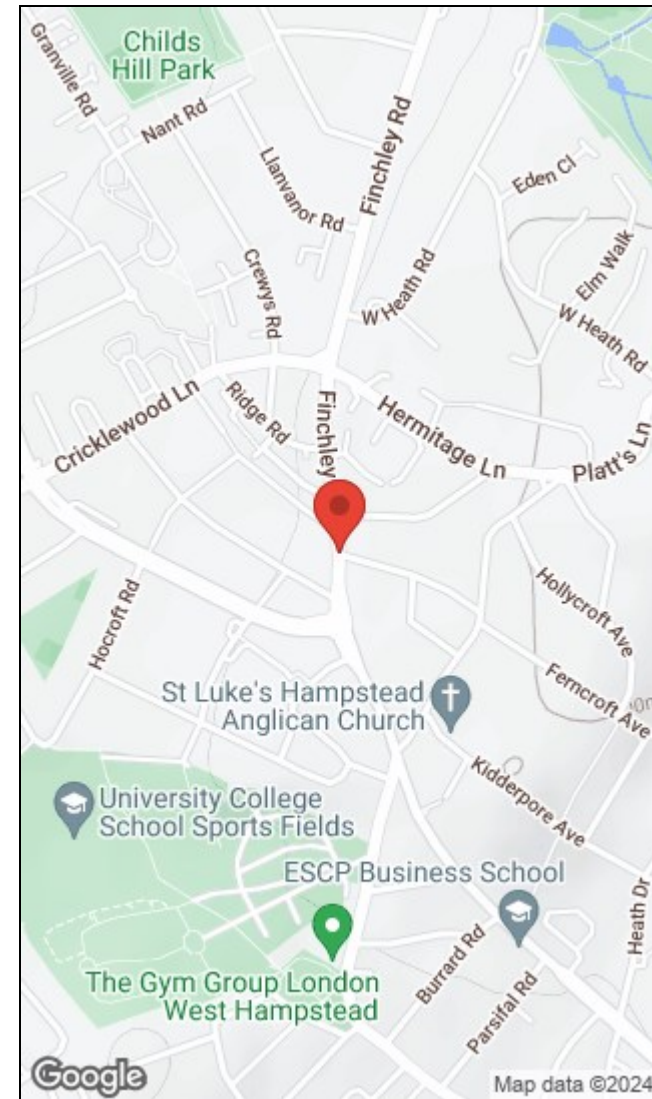 Granville Rd
Childs
Hill Park
Nant Rd
Llanvanor Rd
Finchley Rd
Eden Cl
Elm Walk
Crewys Rd
W Heath Rd
W Heath Rd
Cricklewood Ln
Ridge Rd
Finchley
Hermitage Ln
Platt's Ln
Hocroft Rd
Hollycroft Ave
St Luke's Hampstead
Anglican Church
Ferncroft Ave
Kidderpore Ave
University College
School Sports Fields
ESCP Business School
Heath Dr
The Gym Group London
West Hampstead
Burrard Rd
Parsifal Rd
Google
Map data ©2024